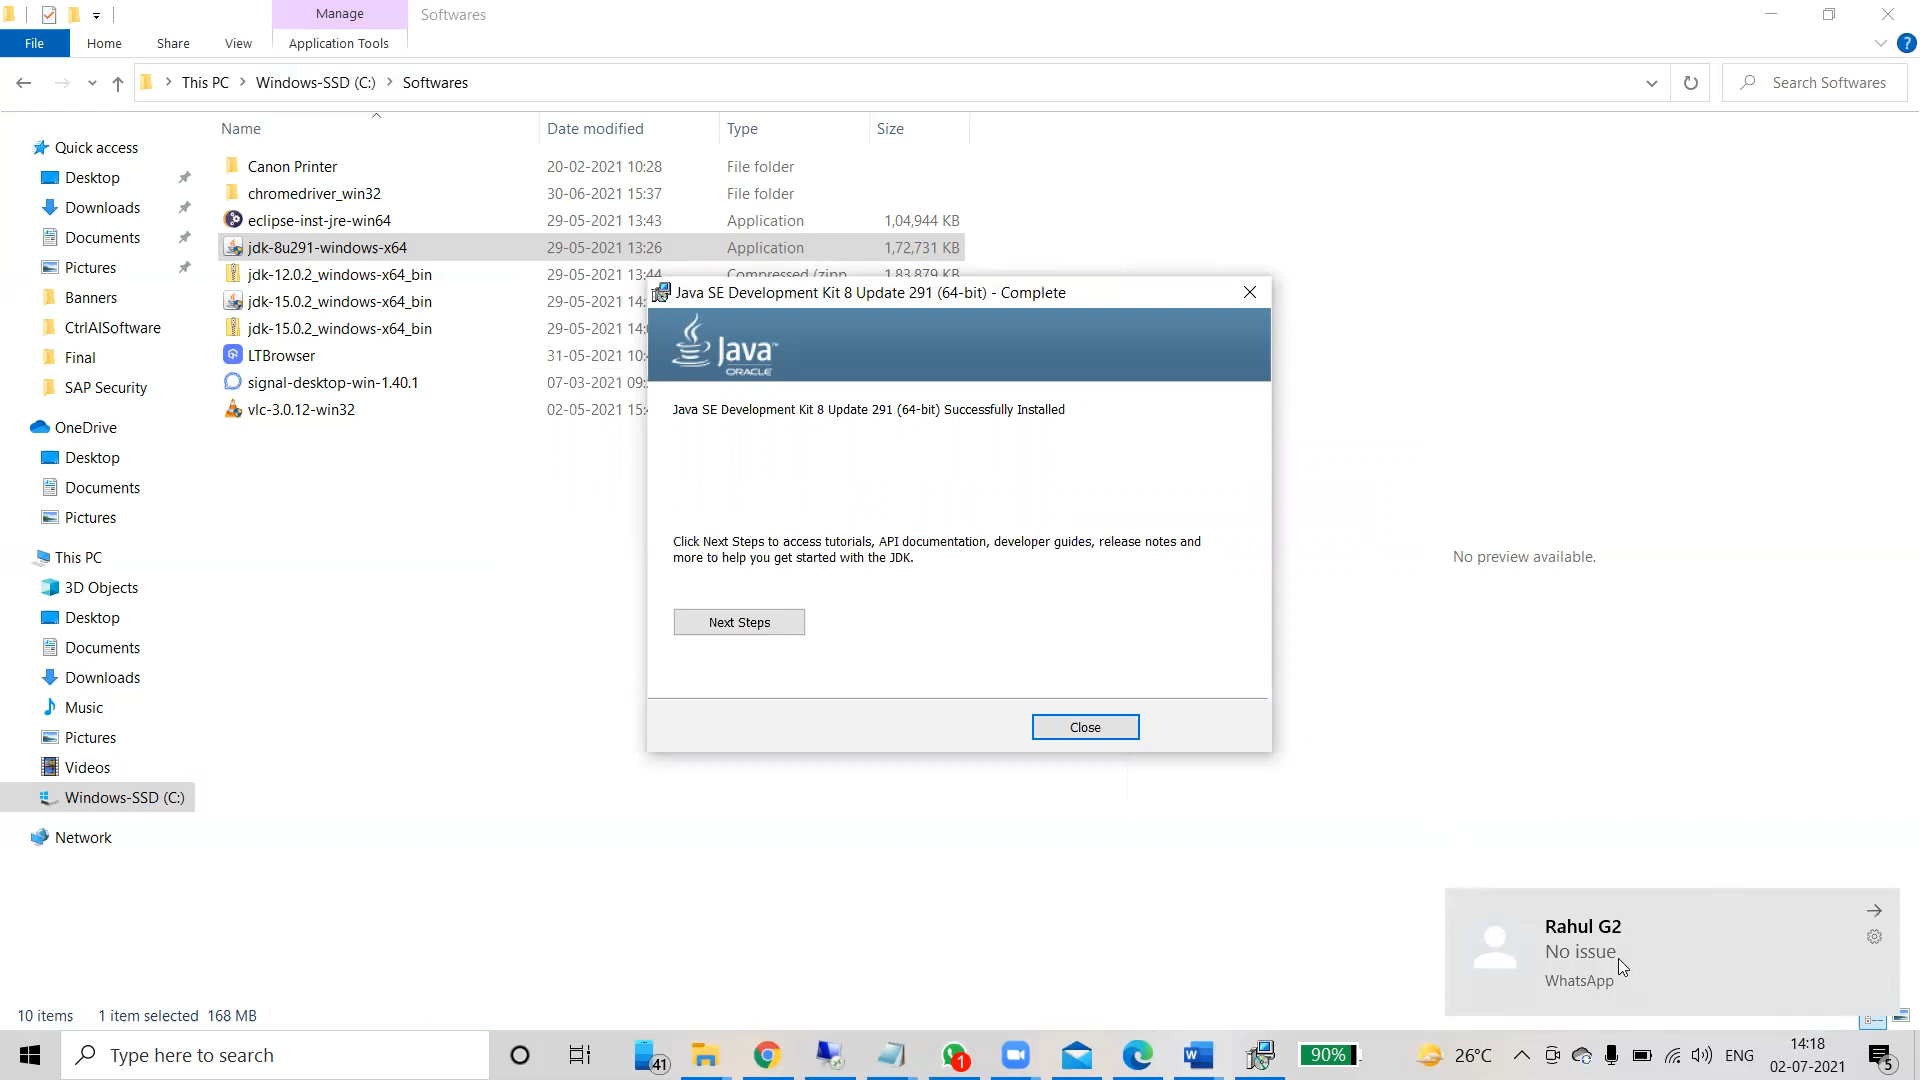 Manage
Softwares
File
Home
Share
View
Application Tools
This PC
Windows-SSD (C:)
Softwares
Search Softwares
Name
Date modified
Type
Size
Quick access
Desktop
Downloads
Documents
Pictures
Banners
CtrlAISoftware
Final
SAP Security
OneDrive
Desktop
Documents
Pictures
This PC
3D Objects
Desktop
Documents
Downloads
Music
Pictures
Videos
Windows-SSD (C:)
Network
Canon Printer 20-02-2021 10:28 File folder
chromedriver_win32 30-06-2021 15:37 File folder
eclipse-inst-jre-win64 29-05-2021 13:43 Application 1,04,944 KB
jdk-8u291-windows-x64 29-05-2021 13:26 Application 1,72,731 KB
jdk-12.0.2_windows-x64_bin 29-05-2021 13:44 Compressed (zipp... 1,83,879 KB
jdk-15.0.2_windows-x64_bin 29-05-2021 14:
jdk-15.0.2_windows-x64_bin 29-05-2021 14:
LTBrowser 31-05-2021 10:
signal-desktop-win-1.40.1 07-03-2021 09:
vlc-3.0.12-win32 02-05-2021 15:
Java SE Development Kit 8 Update 291 (64-bit) - Complete
Java™
ORACLE
Java SE Development Kit 8 Update 291 (64-bit) Successfully Installed
Click Next Steps to access tutorials, API documentation, developer guides, release notes and
more to help you get started with the JDK.
Next Steps
Close
No preview available.
Rahul G2
No issue
WhatsApp
10 items 1 item selected 168 MB
Type here to search
41
1
90%
26°C
ENG
14:18
02-07-2021
5